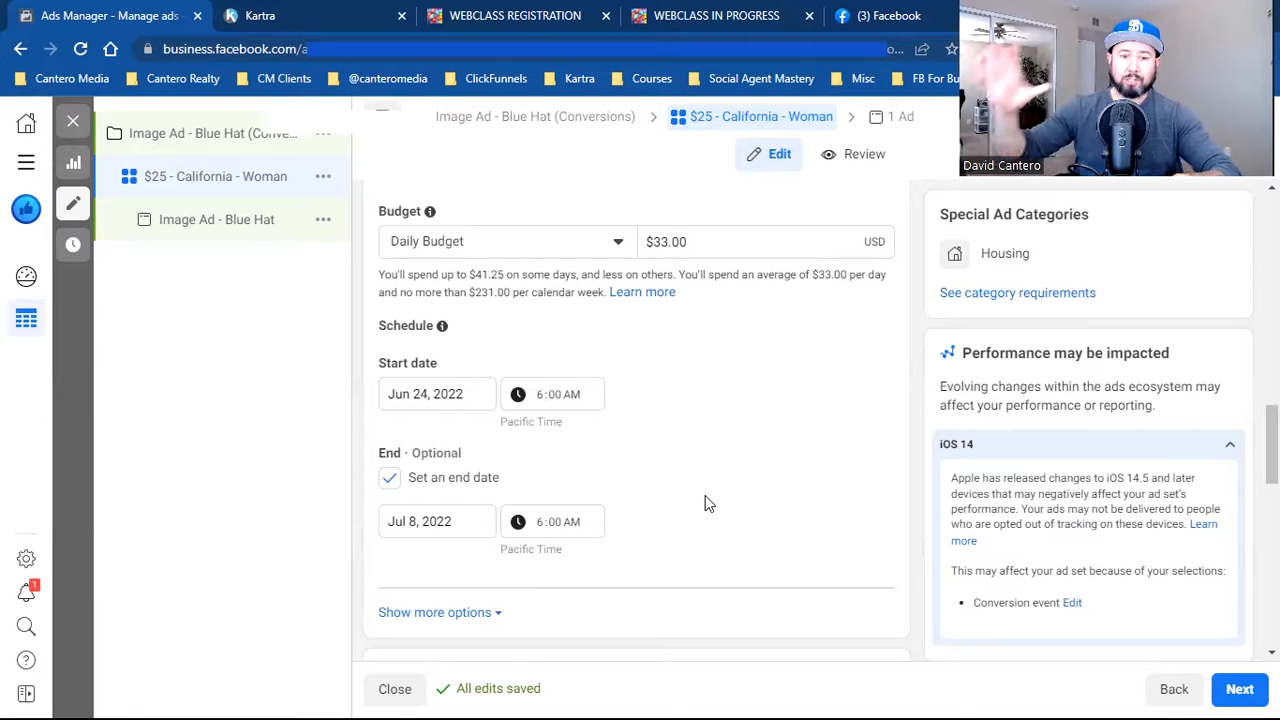 Ads Manager - Manage ads
Kartra
WEBCLASS REGISTRATION
WEBCLASS IN PROGRESS
(3) Facebook
business.facebook.com/a
o...
Cantero Media
Cantero Realty
CM Clients
@canteromedia
ClickFunnels
Kartra
Courses
Social Agent Mastery
Misc
FB For Bu
David Cantero
Image Ad - Blue Hat (Conve...
$25 - California - Woman
Image Ad - Blue Hat
Image Ad - Blue Hat (Conversions)
$25 - California - Woman
1 Ad
Edit
Review
Budget
Daily Budget
$33.00
USD
You'll spend up to $41.25 on some days, and less on others. You'll spend an average of $33.00 per day
and no more than $231.00 per calendar week. Learn more
Schedule
Start date
Jun 24, 2022
6:00 AM
Pacific Time
End · Optional
Set an end date
Jul 8, 2022
6:00 AM
Pacific Time
Show more options
Close
All edits saved
Back
Next
Special Ad Categories
Housing
See category requirements
Performance may be impacted
Evolving changes within the ads ecosystem may
affect your performance or reporting.
iOS 14
Apple has released changes to iOS 14.5 and later
devices that may negatively affect your ad set's
performance. Your ads may not be delivered to people
who are opted out of tracking on these devices. Learn
more
This may affect your ad set because of your selections:
• Conversion event Edit
1